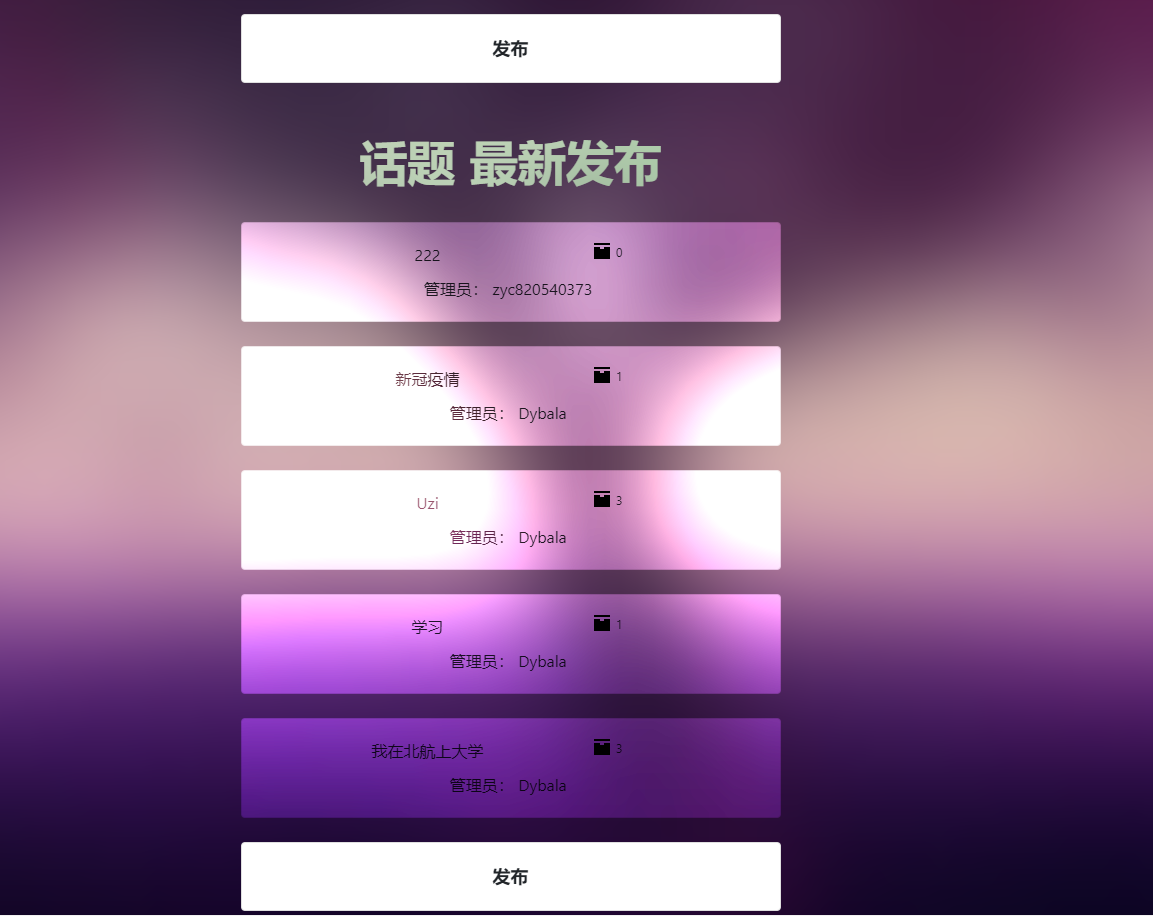 发布
话题 最新发布
222 0
管理员： zyc820540373
新冠疫情 1
管理员： Dybala
Uzi 3
管理员： Dybala
学习 1
管理员： Dybala
我在北航上大学 3
管理员： Dybala
发布